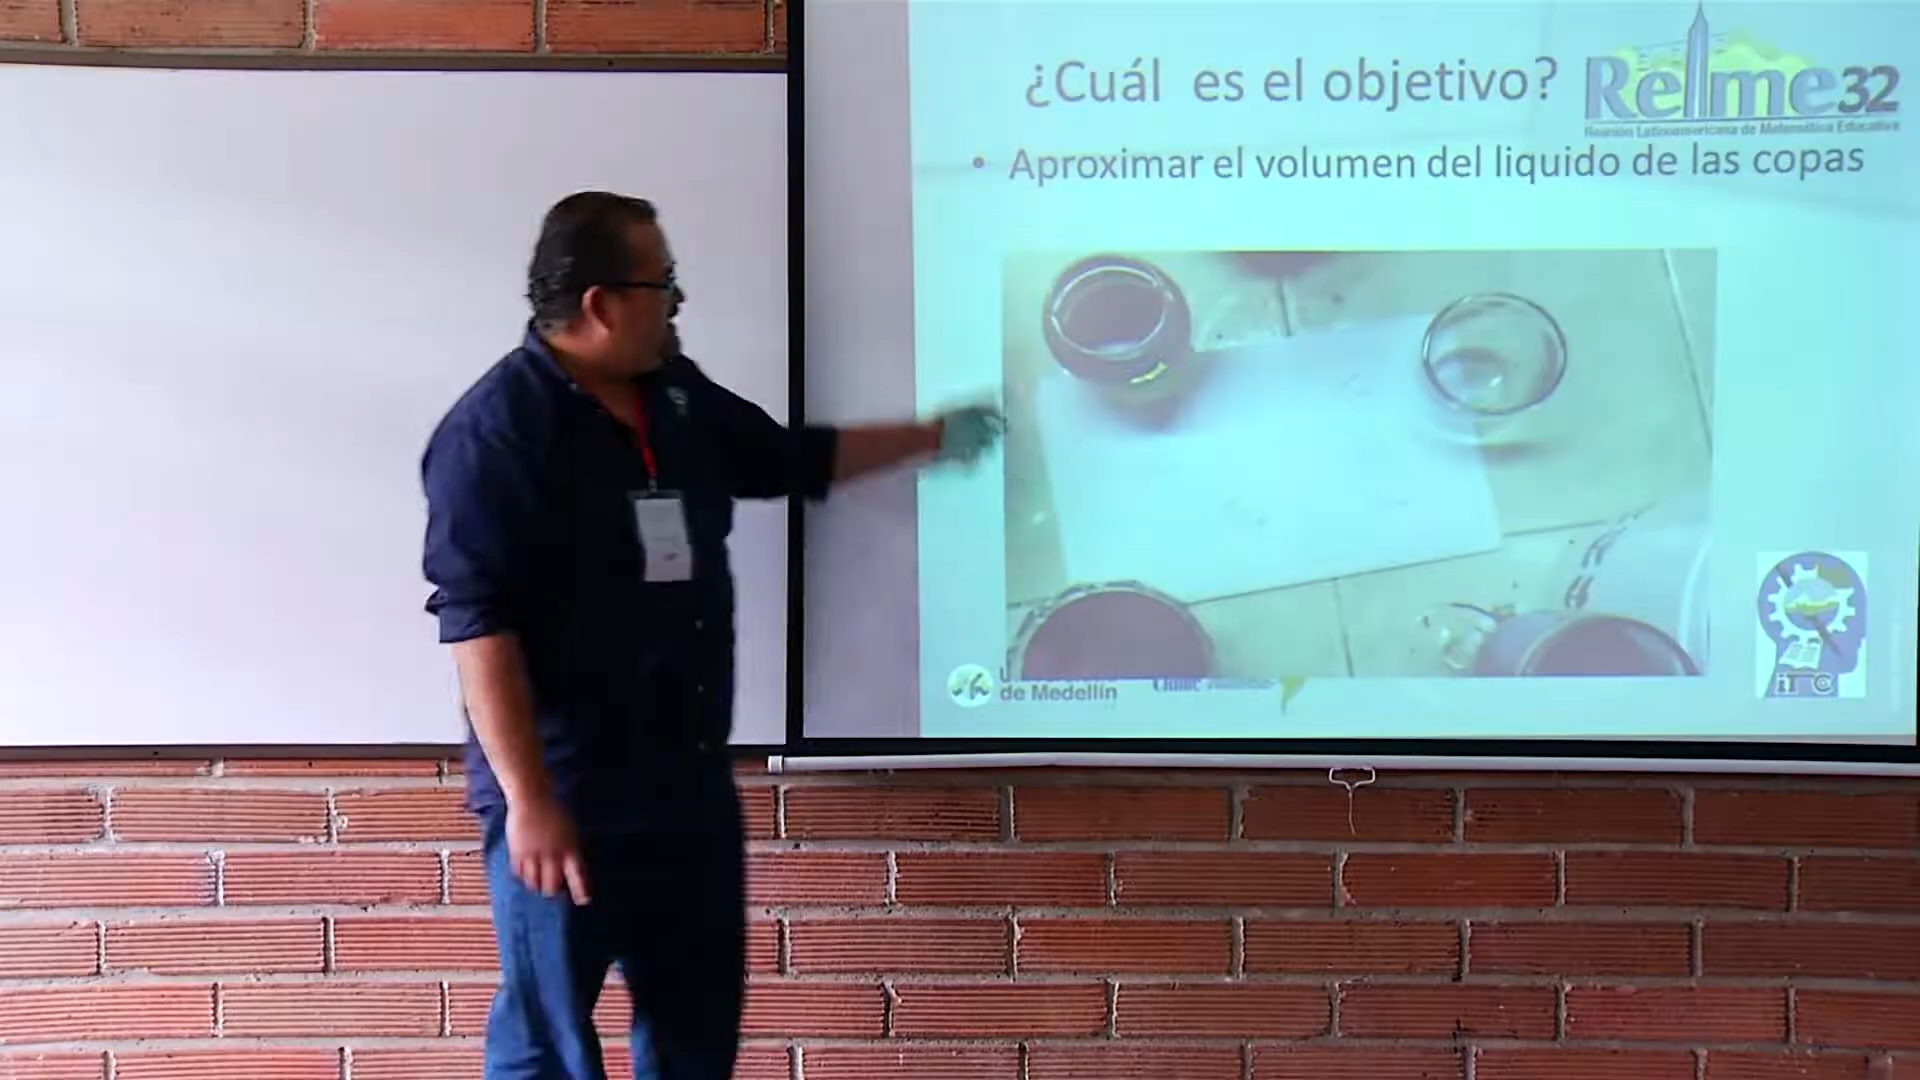 ¿Cuál es el objetivo?
Relme32
Reunión Latinoamericana de Matemática Educativa
• Aproximar el volumen del liquido de las copas
de Medellín